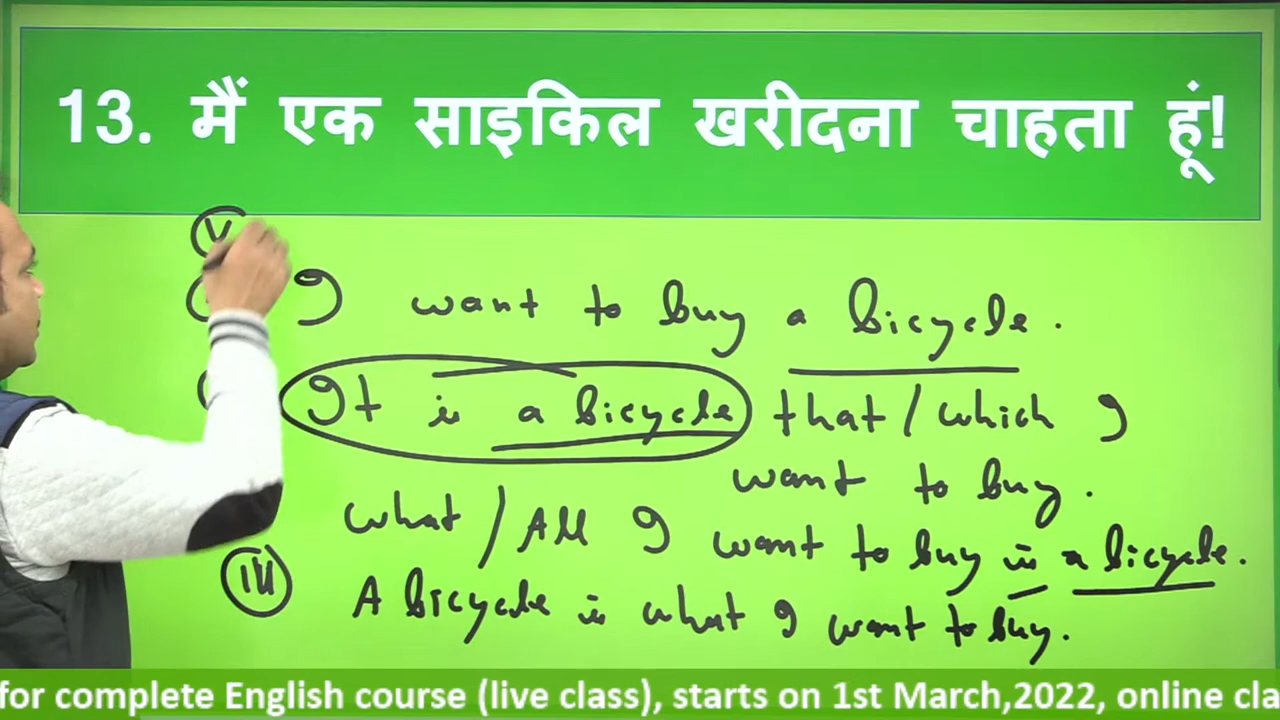 13. मैं एक साइकिल खरीदना चाहता हूं!
I want to buy a bicycle.
It is a bicycle that / which I
want to buy.
what / All I want to buy is a bicycle.
A bicycle is what I want to buy.
for complete English course (live class), starts on 1st March,2022, online cla